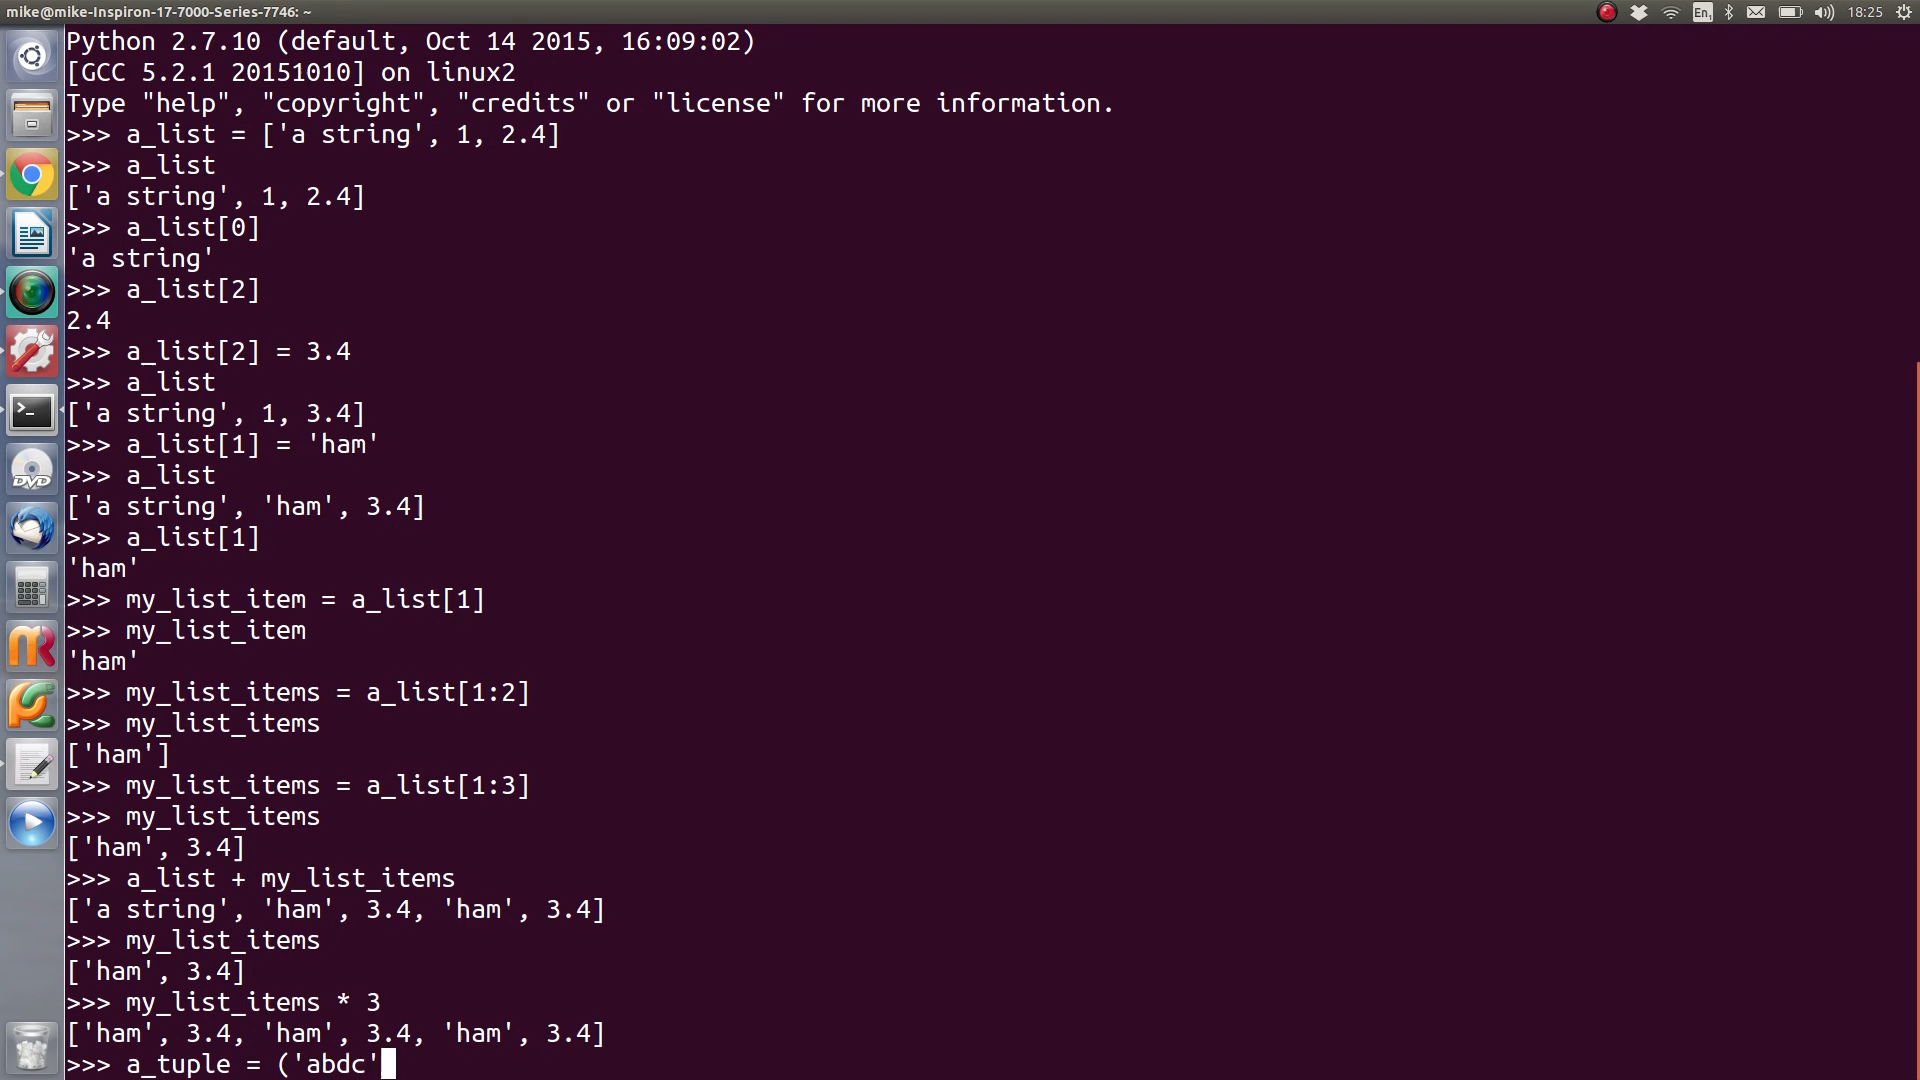 mike@mike-Inspiron-17-7000-Series-7746: ~
En1
18:25
Python 2.7.10 (default, Oct 14 2015, 16:09:02)
[GCC 5.2.1 20151010] on linux2
Type "help", "copyright", "credits" or "license" for more information.
>>> a_list = ['a string', 1, 2.4]
>>> a_list
['a string', 1, 2.4]
>>> a_list[0]
'a string'
>>> a_list[2]
2.4
>>> a_list[2] = 3.4
>>> a_list
['a string', 1, 3.4]
>>> a_list[1] = 'ham'
>>> a_list
['a string', 'ham', 3.4]
>>> a_list[1]
'ham'
>>> my_list_item = a_list[1]
>>> my_list_item
'ham'
>>> my_list_items = a_list[1:2]
>>> my_list_items
['ham']
>>> my_list_items = a_list[1:3]
>>> my_list_items
['ham', 3.4]
>>> a_list + my_list_items
['a string', 'ham', 3.4, 'ham', 3.4]
>>> my_list_items
['ham', 3.4]
>>> my_list_items * 3
['ham', 3.4, 'ham', 3.4, 'ham', 3.4]
>>> a_tuple = ('abdc'
>_
DVD